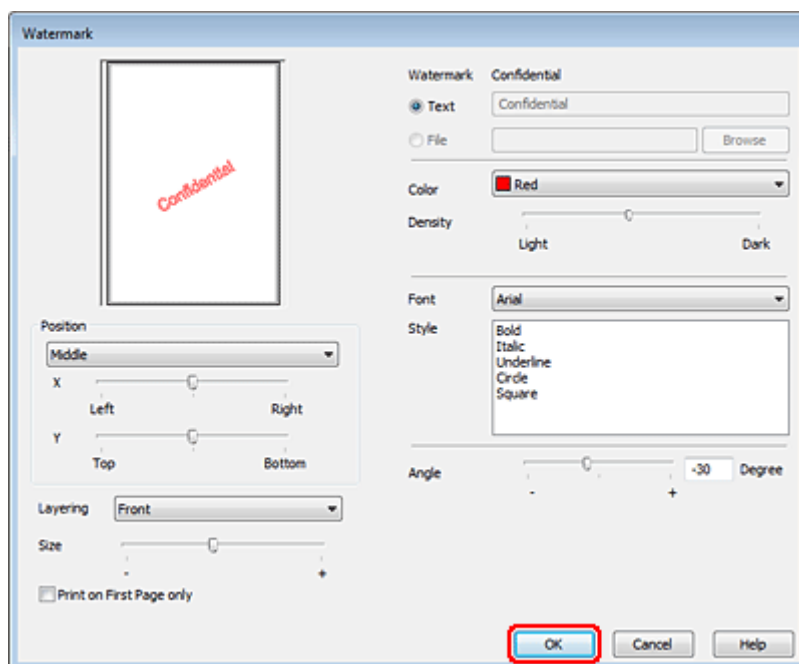 Watermark
Confidential
Watermark Confidential
Text Confidential
File Browse
Color Red
Density
Light Dark
Font Arial
Style Bold
Italic
Underline
Circle
Square
Angle -30 Degree
- +
Position
Middle
X
Left Right
Y
Top Bottom
Layering Front
Size
- +
Print on First Page only
OK Cancel Help